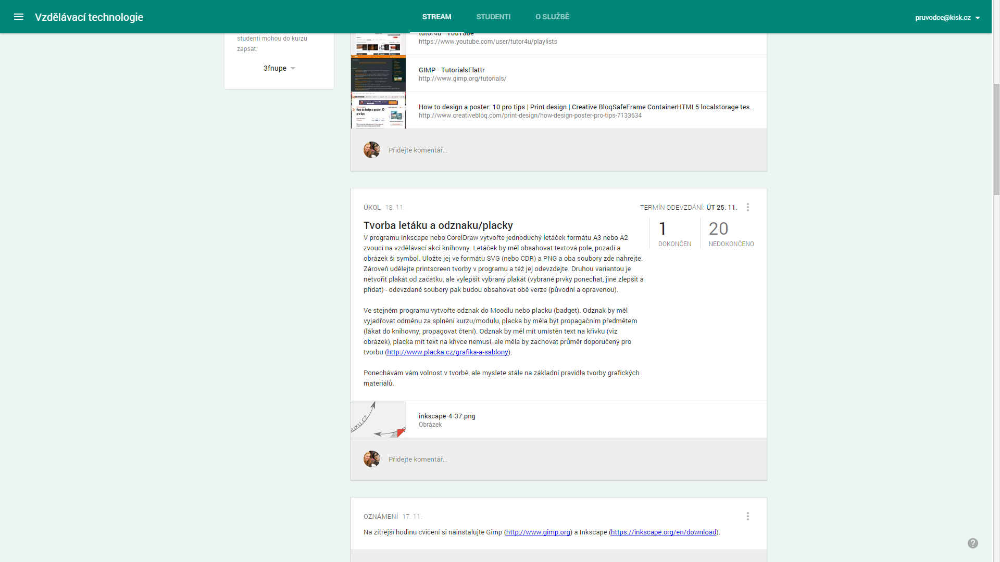 Vzdělávací technologie
STREAM
STUDENTI
O SLUŽBĚ
pruvodce@kisk.cz
studenti mohou do kurzu
zapsat:
3fnupe
tutor4u - YouTube
https://www.youtube.com/user/tutor4u/playlists
GIMP - TutorialsFlattr
http://www.gimp.org/tutorials/
How to design a poster: 10 pro tips | Print design | Creative BloqSafeFrame ContainerHTML5 localstorage tes...
http://www.creativebloq.com/print-design/how-design-poster-pro-tips-7133634
How to design a poster: 10
pro tips
Přidejte komentář...
ÚKOL 18. 11.
TERMÍN ODEVZDÁNÍ: ÚT 25. 11.
Tvorba letáku a odznaku/placky
1
DOKONČEN
20
NEDOKONČENO
V programu Inkscape nebo CorelDraw vytvořte jednoduchý letáček formátu A3 nebo A2
zvoucí na vzdělávací akci knihovny. Letáček by měl obsahovat textová pole, pozadí a
obrázek ši symbol. Uložte jej ve formátu SVG (nebo CDR) a PNG a oba soubory zde nahrejte.
Zároveň udělejte printscreen tvorby v programu a též jej odevzdejte. Druhou variantou je
netvořit plakát od začátku, ale vylepšit vybraný plakát (vybrané prvky ponechat, jiné zlepšit a
přidat) - odevzdané soubory pak budou obsahovat obě verze (původní a opravenou).
Ve stejném programu vytvořte odznak do Moodlu nebo placku (badget). Odznak by měl
vyjadřovat odměnu za splnění kurzu/modulu, placka by měla být propagačním předmětem
(lákat do knihovny, propagovat čtení). Odznak by měl mít umístěn text na křivku (viz
obrázek), placka mít text na křivce nemusí, ale měla by zachovat průměr doporučený pro
tvorbu (http://www.placka.cz/grafika-a-sablony).
Ponechávám vám volnost v tvorbě, ale myslete stále na základní pravidla tvorby grafických
materiálů.
uxu.cz
inkscape-4-37.png
Obrázek
Přidejte komentář...
OZNÁMENÍ 17. 11.
Na zítřejší hodinu cvičení si nainstalujte Gimp (http://www.gimp.org) a Inkscape (https://inkscape.org/en/download).
?